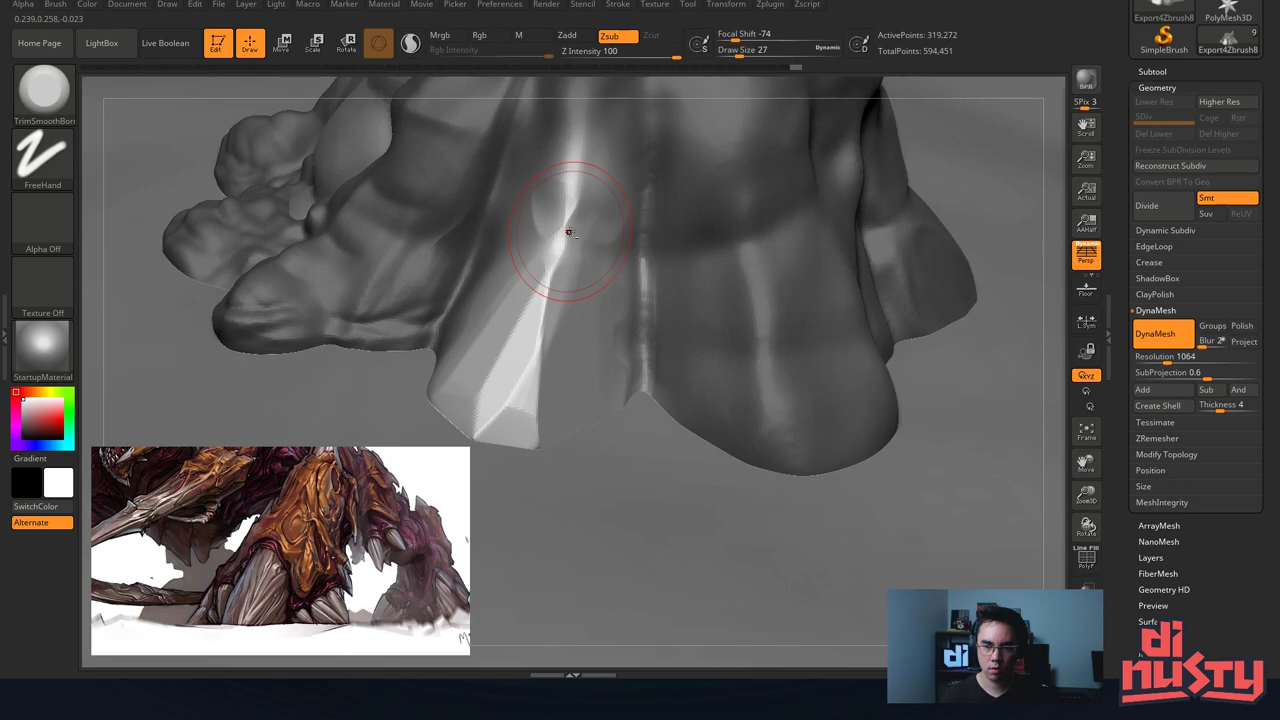 Alpha Brush Color Document Draw Edit File Layer Light Macro Marker Material Movie Picker Preferences Render Stencil Stroke Texture Tool Transform Zplugin Zscript
0.239,0.258,-0.023
Home Page LightBox Live Boolean Edit Draw Move Scale Rotate
Mrgb Rgb M Zadd Zsub Zcut
Rgb Intensity Z Intensity 100
S Focal Shift -74
Draw Size 27 Dynamic
D ActivePoints: 319,272
TotalPoints: 594,451
Export4Zbrush8 PolyMesh3D
9
SimpleBrush Export4Zbrush8
TrimSmoothBor
FreeHand
Alpha Off
Texture Off
StartupMaterial
Gradient
SwitchColor
Alternate
BPR
SPix 3
Scroll
Zoom
Actual
AAHalf
Dynamic
Persp
Floor
L.Sym
XYZ
Frame
Move
Zoom3D
Rotate
Line Fill
PolyF
Subtool
Geometry
Lower Res Higher Res
SDiv Cage Rstr
Del Lower Del Higher
Freeze SubDivision Levels
Reconstruct Subdiv
Convert BPR To Geo
Divide Smt
Suv ReUV
Dynamic Subdiv
EdgeLoop
Crease
ShadowBox
ClayPolish
DynaMesh
DynaMesh Groups Polish
Blur 2 Project
Resolution 1064
SubProjection 0.6
Add Sub And
Create Shell Thickness 4
Tessimate
ZRemesher
Modify Topology
Position
Size
MeshIntegrity
ArrayMesh
NanoMesh
Layers
FiberMesh
Geometry HD
Preview
Surf
di
di
nusty